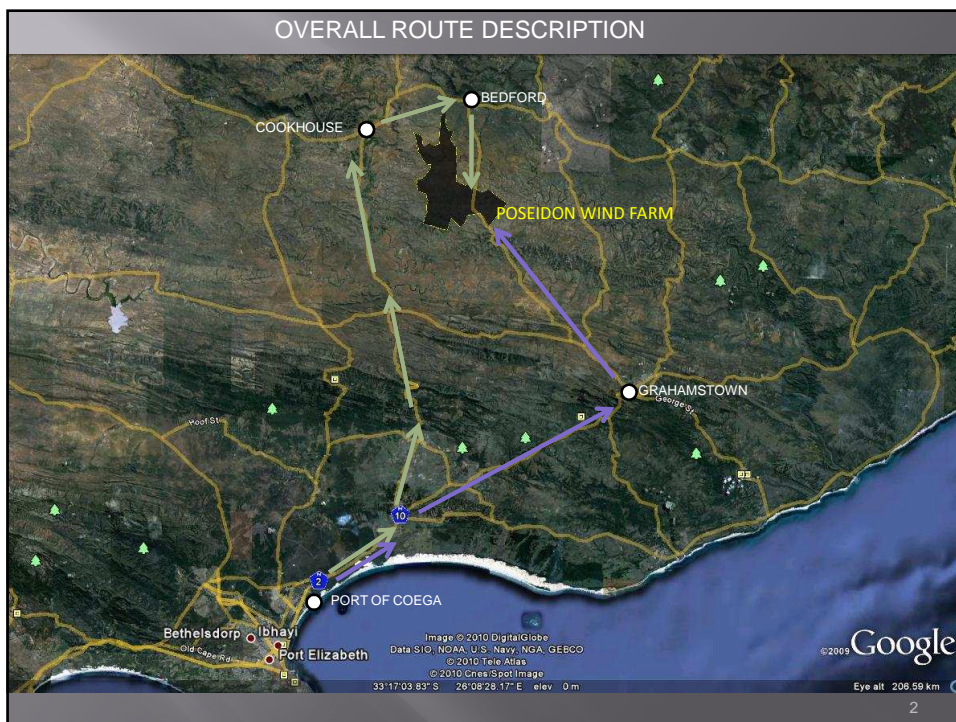 OVERALL ROUTE DESCRIPTION
BEDFORD
COOKHOUSE
POSEIDON WIND FARM
GRAHAMSTOWN
George St
N
10
N
2
PORT OF COEGA
Bethelsdorp
Ibhayi
Old Cape Rd
Port Elizabeth
Image © 2010 DigitalGlobe
Data SIO, NOAA, U.S. Navy, NGA, GEBCO
© 2010 Tele Atlas
© 2010 Cnes/Spot Image
©2009 Google
33°17'03.83" S 26°08'28.17" E elev 0 m
Eye alt 206.59 km
2